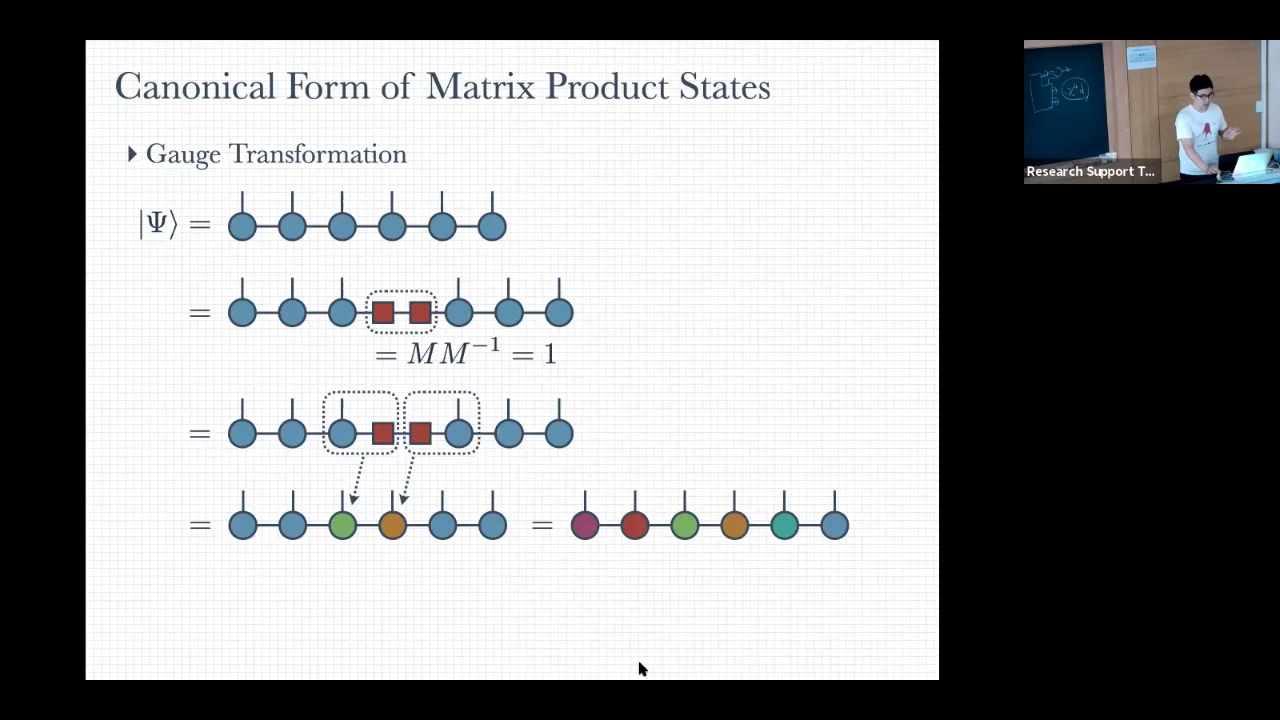 Canonical Form of Matrix Product States
Gauge Transformation
|Ψ⟩ =
=
= MM⁻¹ = 1
=
= =
Research Support T...